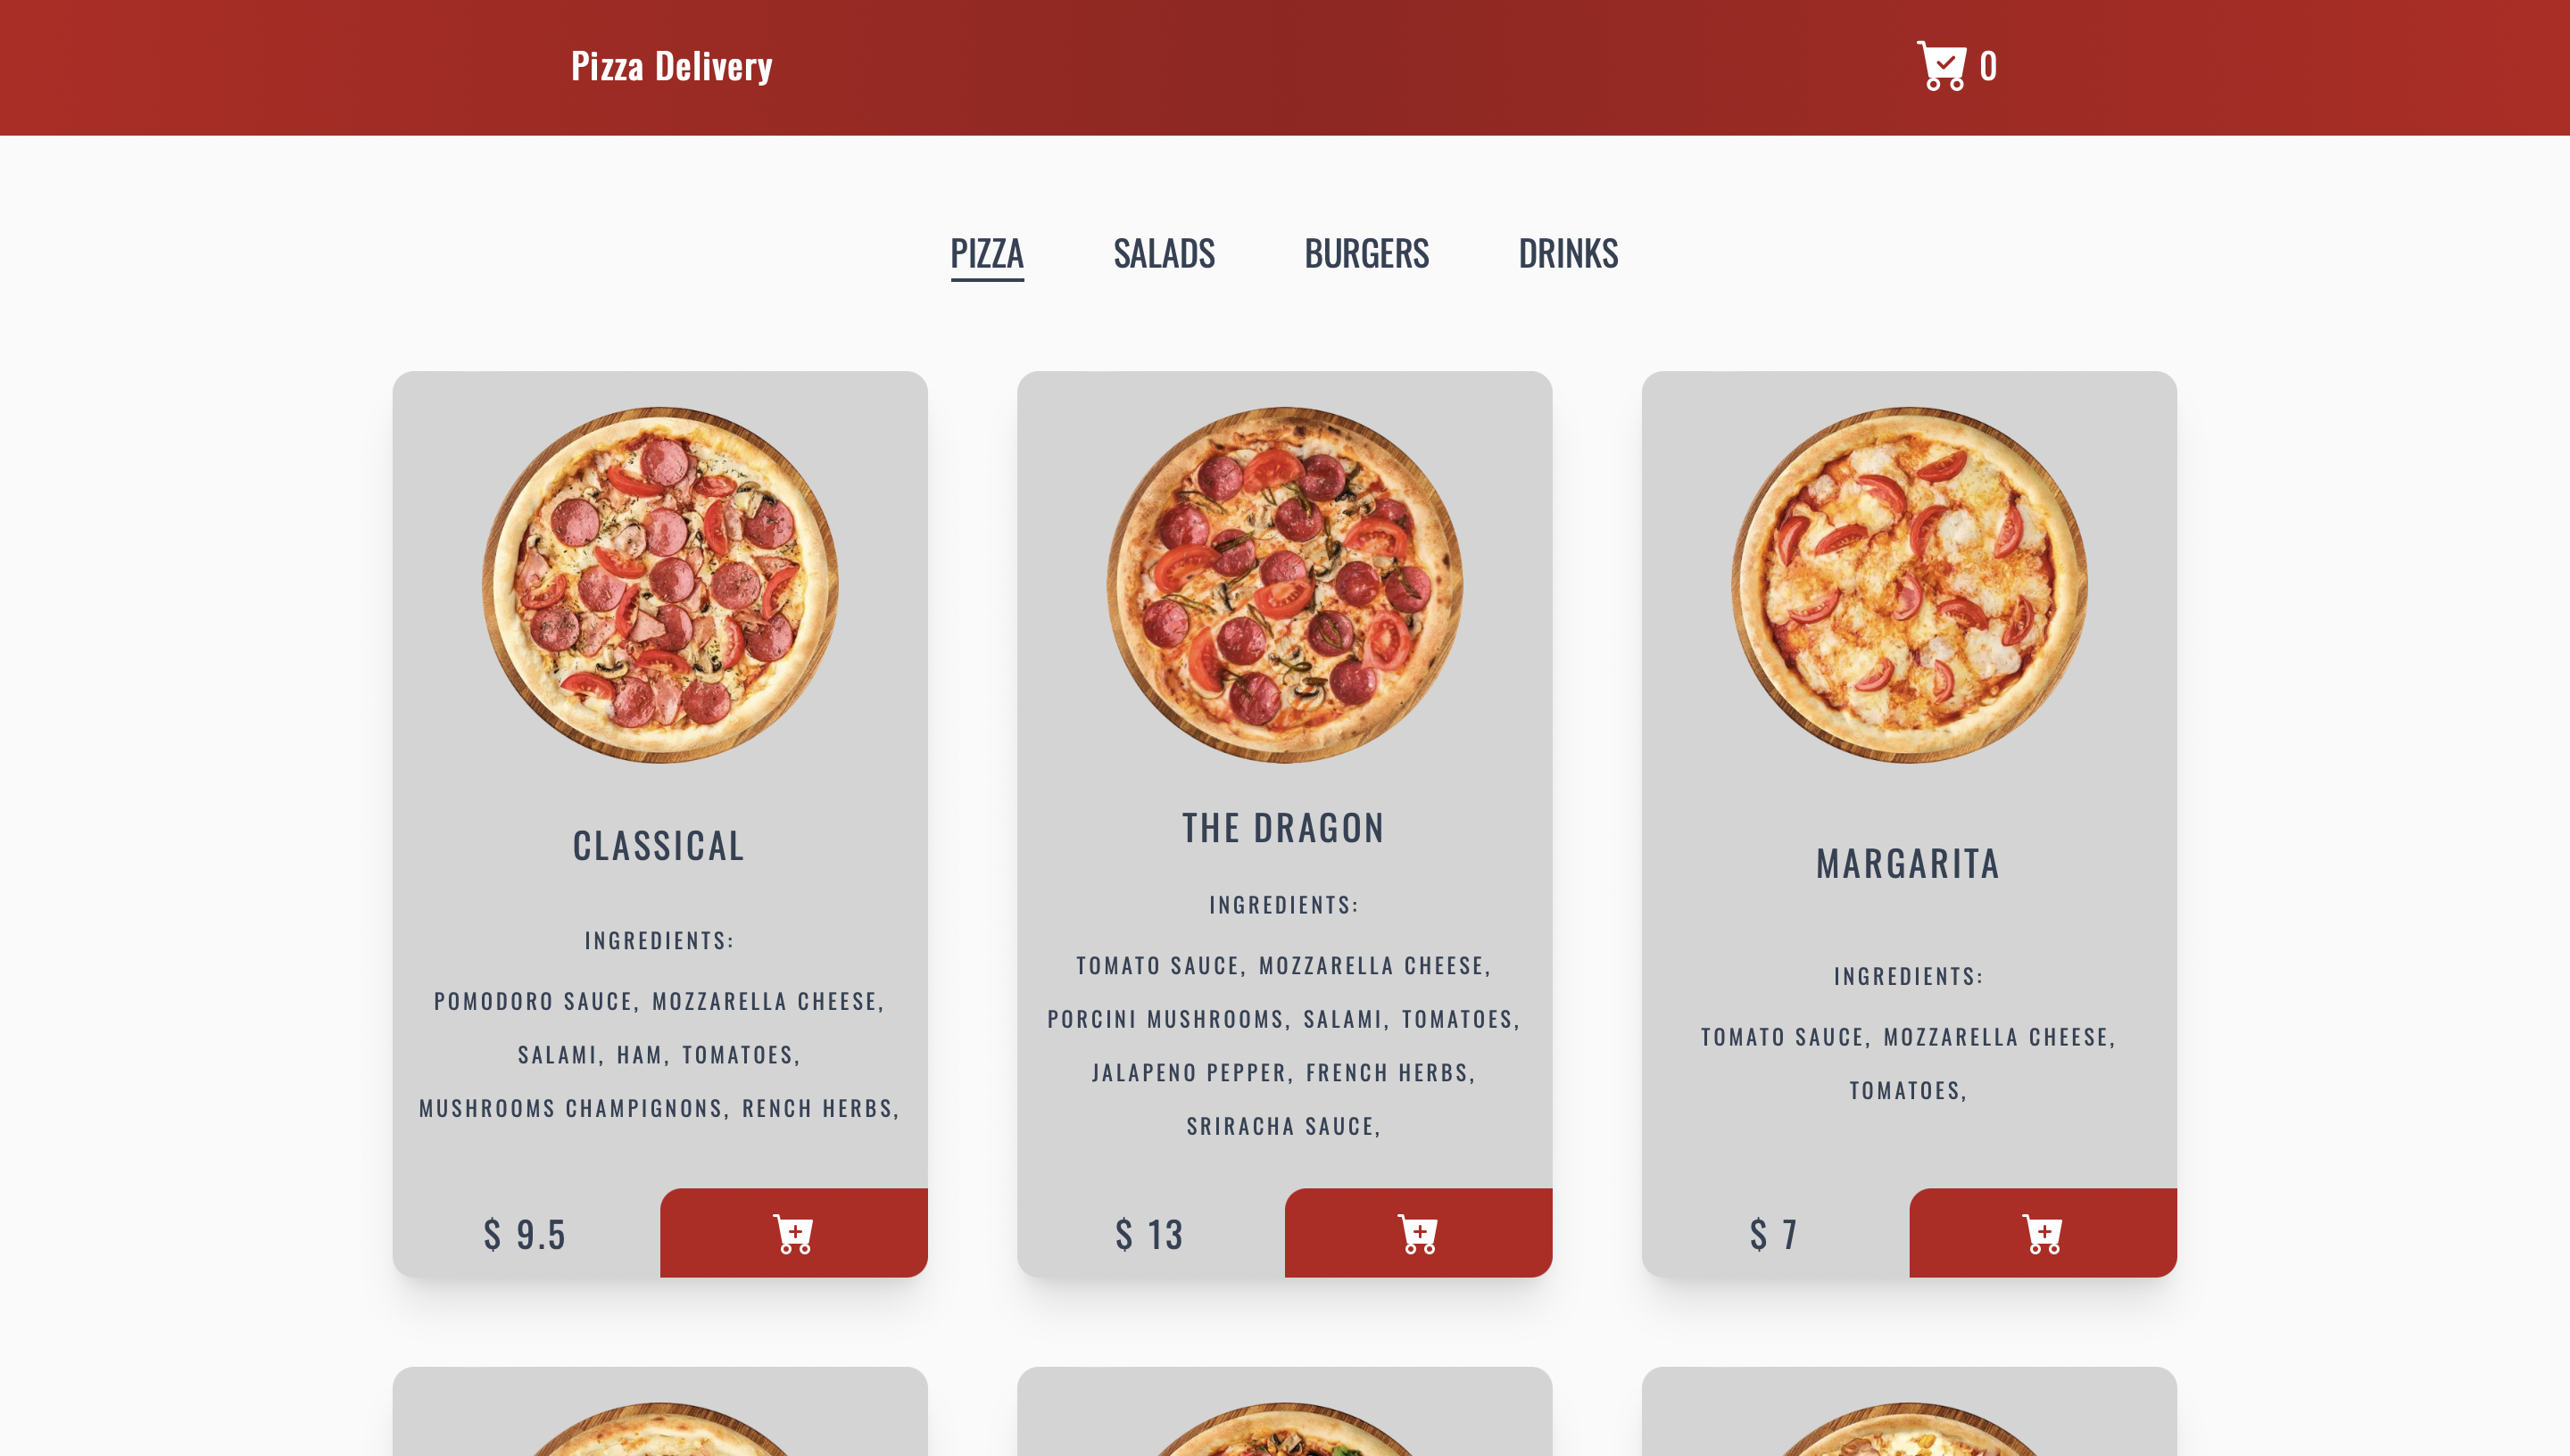 Pizza Delivery
0
PIZZA SALADS BURGERS DRINKS
CLASSICAL
INGREDIENTS:
POMODORO SAUCE, MOZZARELLA CHEESE,
SALAMI, HAM, TOMATOES,
MUSHROOMS CHAMPIGNONS, RENCH HERBS,
$ 9.5
THE DRAGON
INGREDIENTS:
TOMATO SAUCE, MOZZARELLA CHEESE,
PORCINI MUSHROOMS, SALAMI, TOMATOES,
JALAPENO PEPPER, FRENCH HERBS,
SRIRACHA SAUCE,
$ 13
MARGARITA
INGREDIENTS:
TOMATO SAUCE, MOZZARELLA CHEESE,
TOMATOES,
$ 7